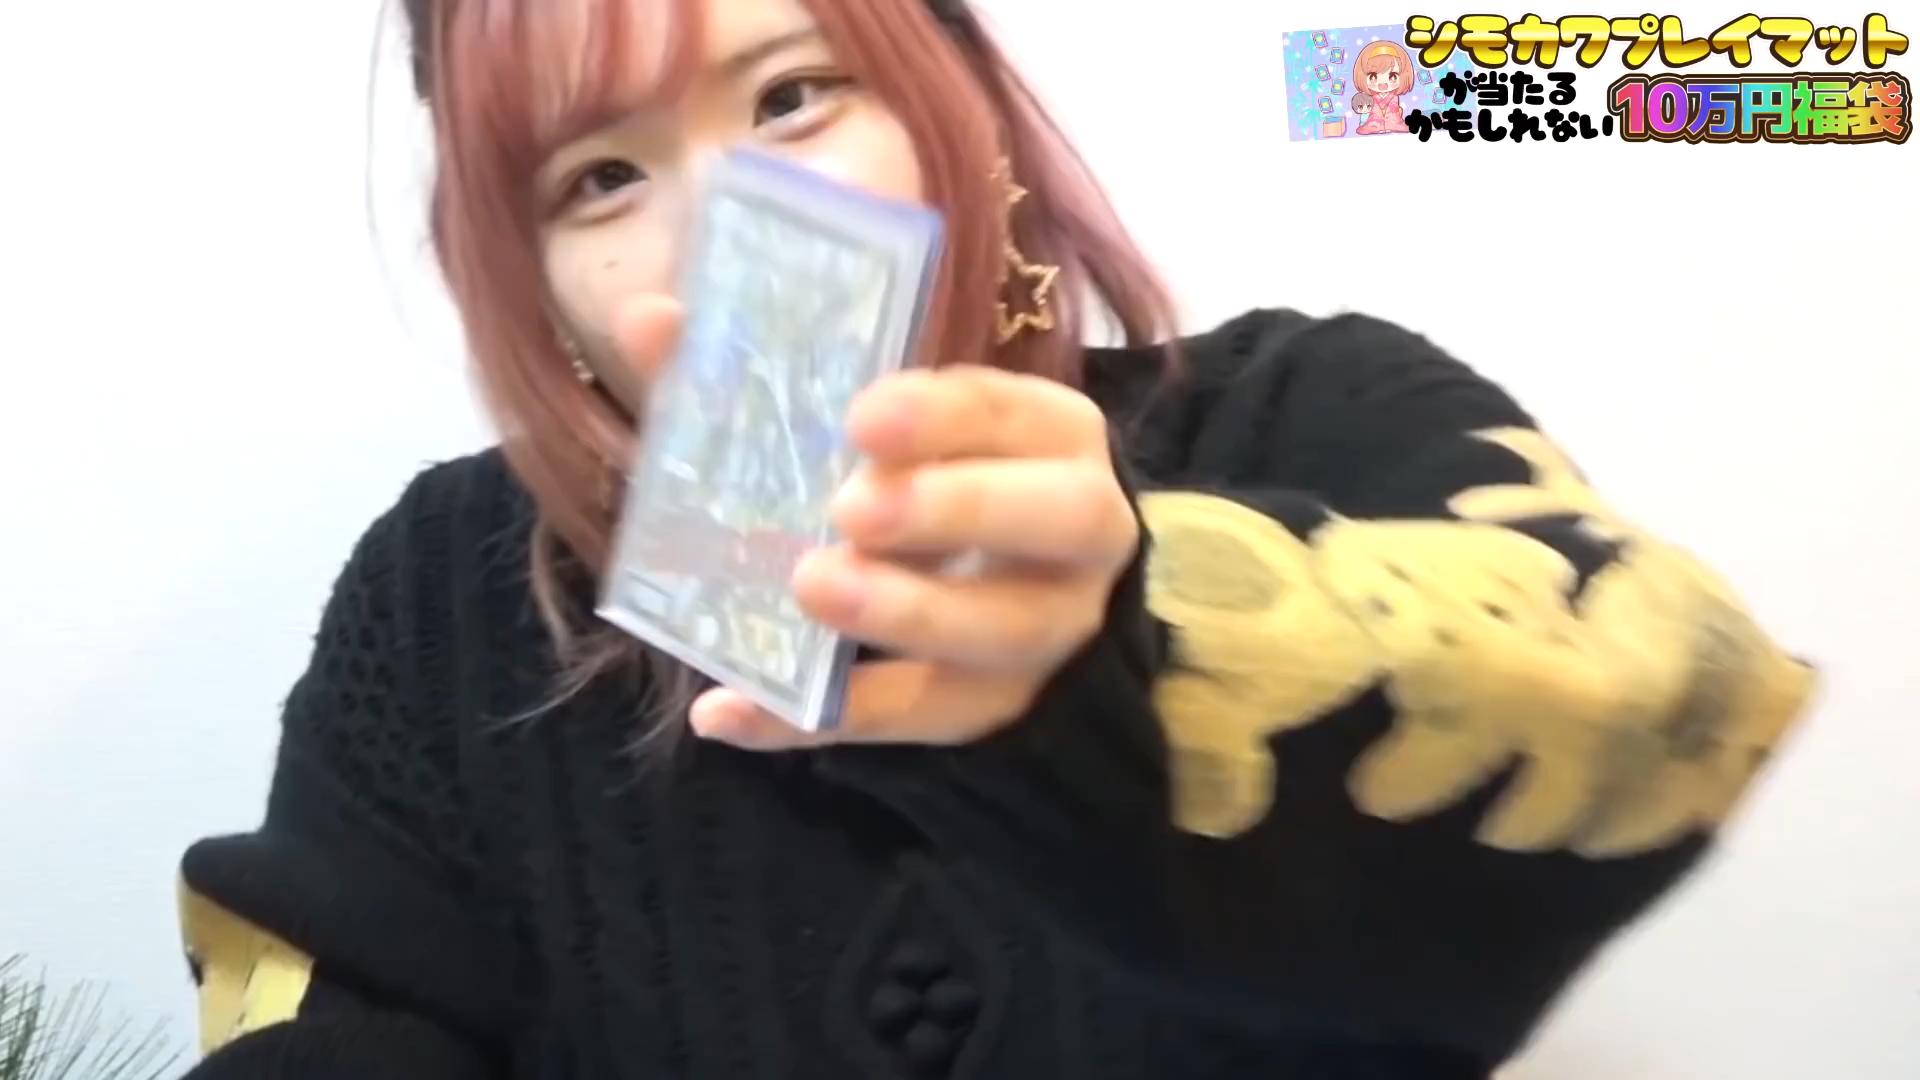 シモカワプレイマット
が当たる
かもしれない
10万円福袋